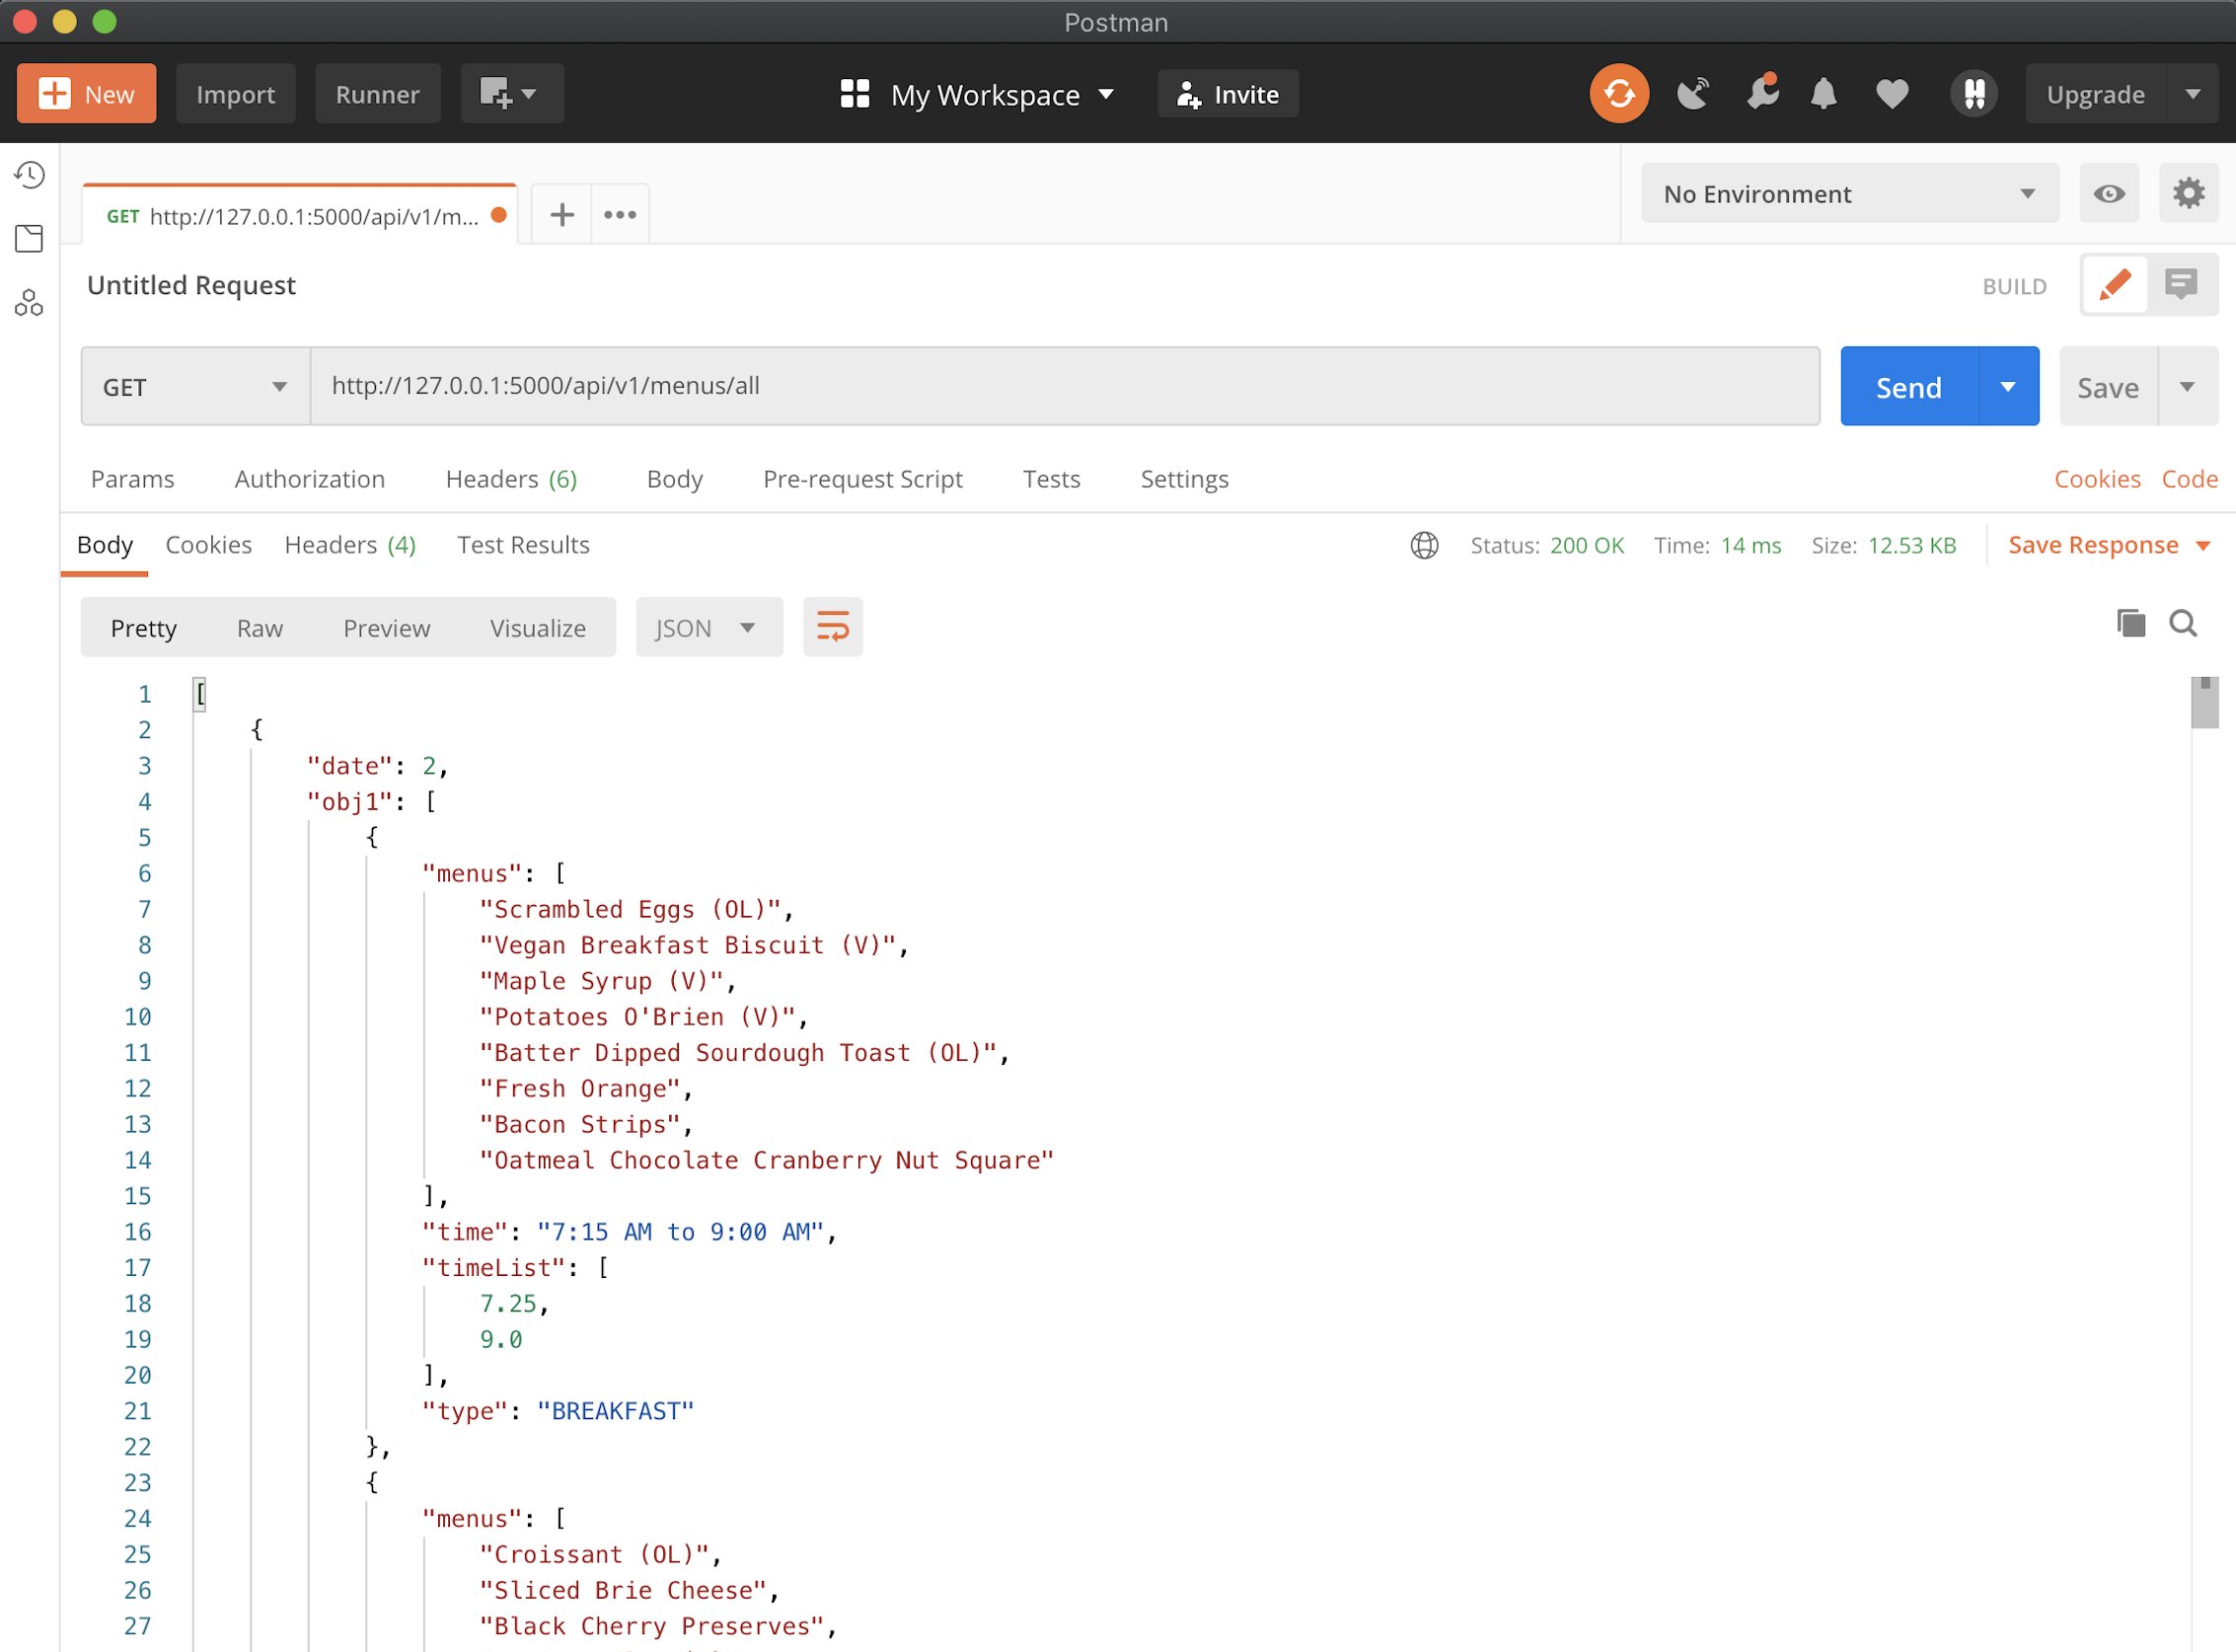 Postman
New Import Runner My Workspace Invite Upgrade
GET http://127.0.0.1:5000/api/v1/m... No Environment
Untitled Request BUILD
GET http://127.0.0.1:5000/api/v1/menus/all Send Save
Params Authorization Headers (6) Body Pre-request Script Tests Settings Cookies Code
Body Cookies Headers (4) Test Results Status: 200 OK Time: 14 ms Size: 12.53 KB Save Response
Pretty Raw Preview Visualize JSON
1 [
2 {
3 "date": 2,
4 "obj1": [
5 {
6 "menus": [
7 "Scrambled Eggs (OL)",
8 "Vegan Breakfast Biscuit (V)",
9 "Maple Syrup (V)",
10 "Potatoes O'Brien (V)",
11 "Batter Dipped Sourdough Toast (OL)",
12 "Fresh Orange",
13 "Bacon Strips",
14 "Oatmeal Chocolate Cranberry Nut Square"
15 ],
16 "time": "7:15 AM to 9:00 AM",
17 "timeList": [
18 7.25,
19 9.0
20 ],
21 "type": "BREAKFAST"
22 },
23 {
24 "menus": [
25 "Croissant (OL)",
26 "Sliced Brie Cheese",
27 "Black Cherry Preserves",